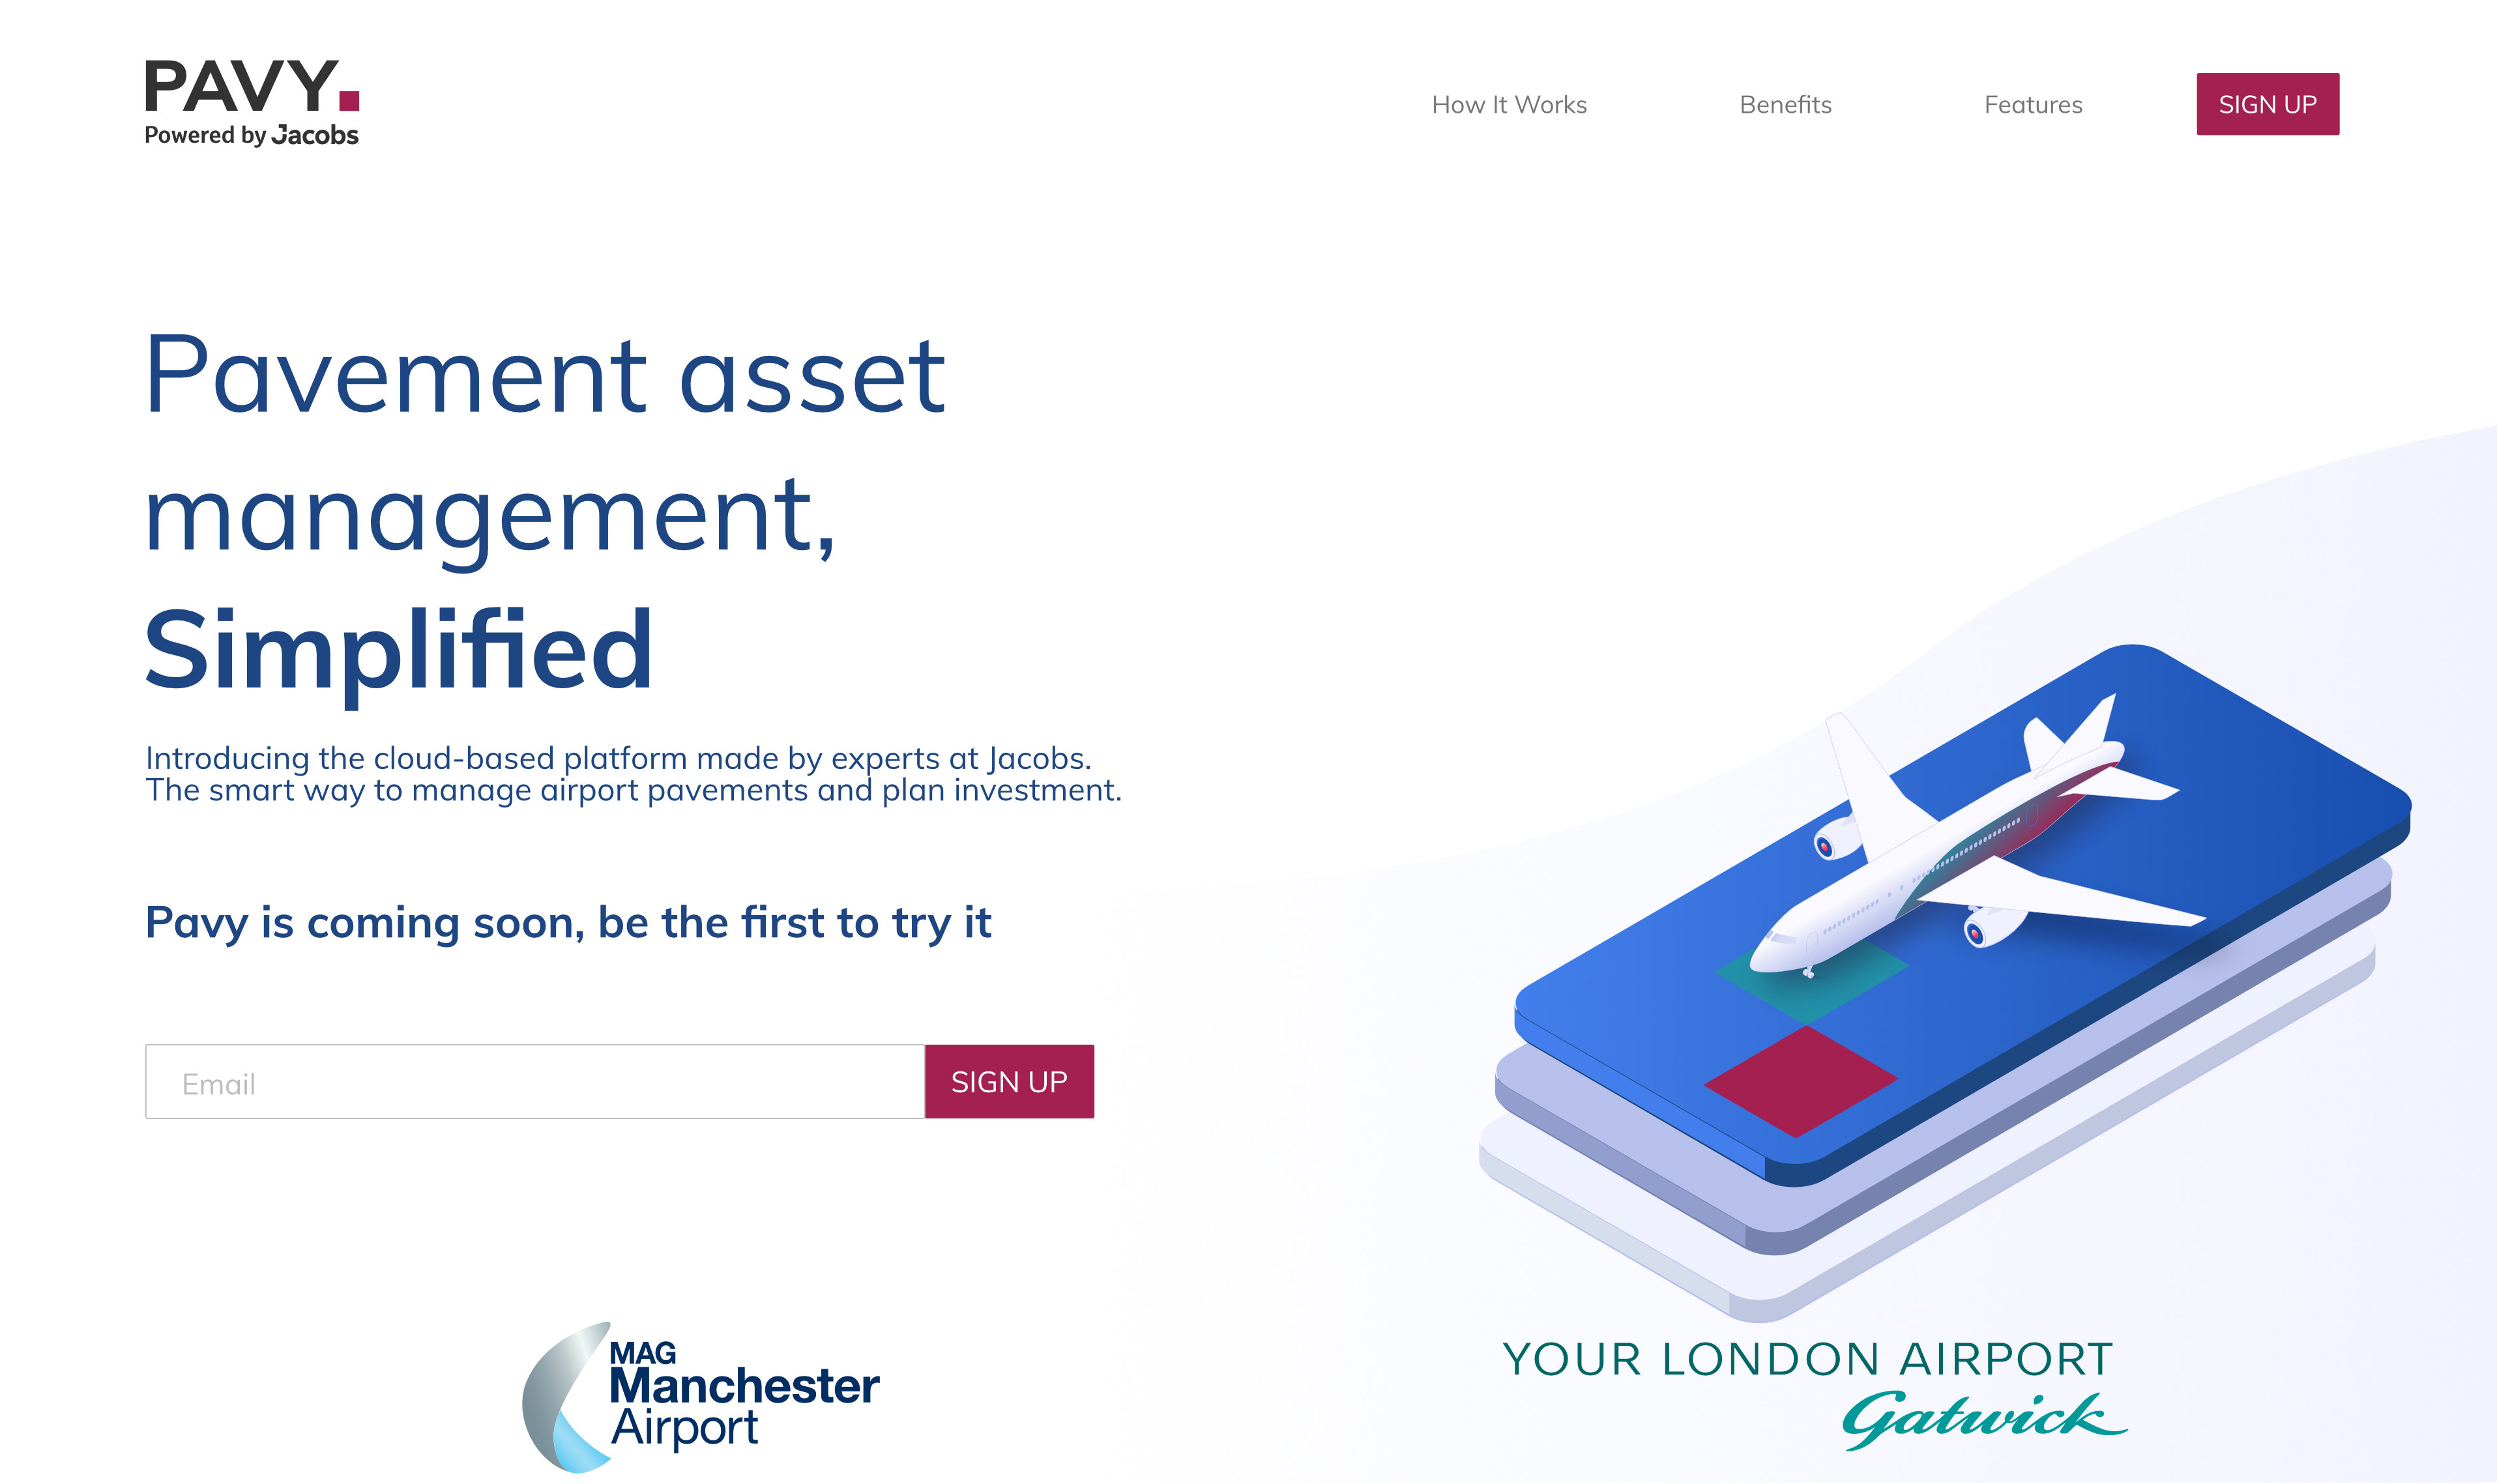 PAVY.
Powered by Jacobs
How It Works
Benefits
Features
SIGN UP
Pavement asset
management,
Simplified
Introducing the cloud-based platform made by experts at Jacobs.
The smart way to manage airport pavements and plan investment.
Pavy is coming soon, be the first to try it
Email
SIGN UP
MAG
Manchester
Airport
YOUR LONDON AIRPORT
Gatwick